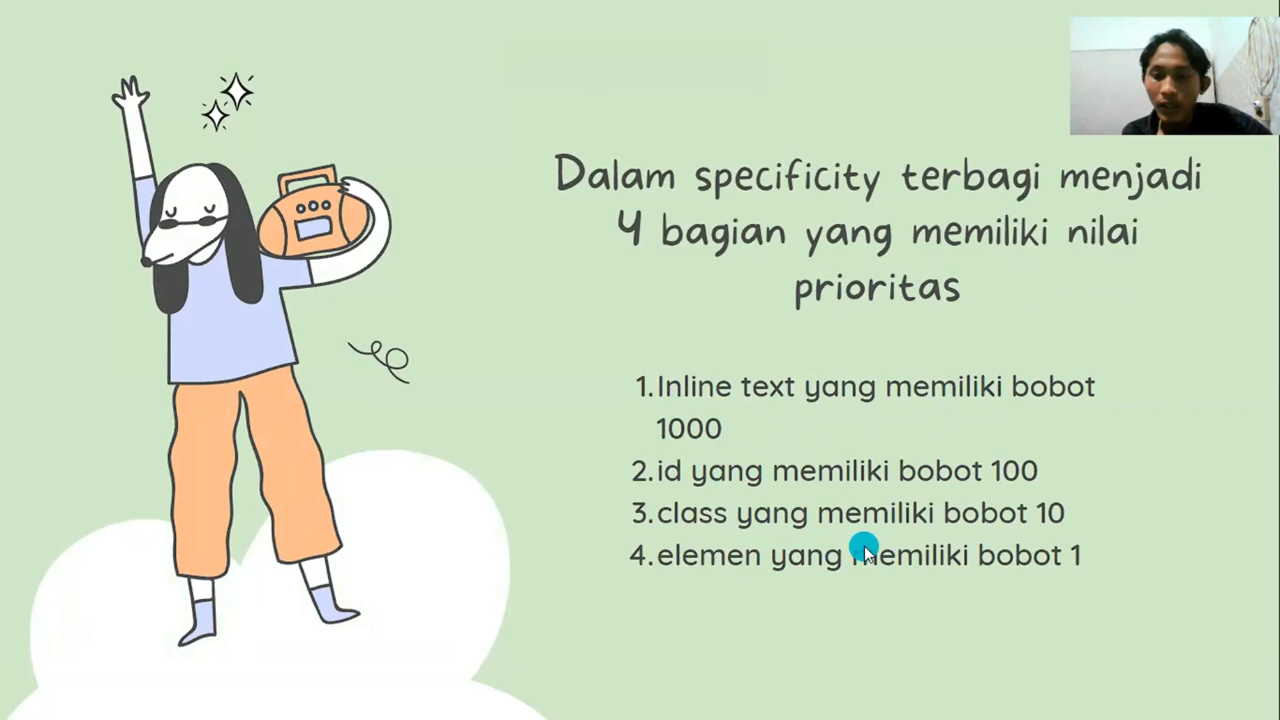 Dalam specificity terbagi menjadi
4 bagian yang memiliki nilai
prioritas
1. Inline text yang memiliki bobot
1000
2. id yang memiliki bobot 100
3. class yang memiliki bobot 10
4. elemen yang memiliki bobot 1